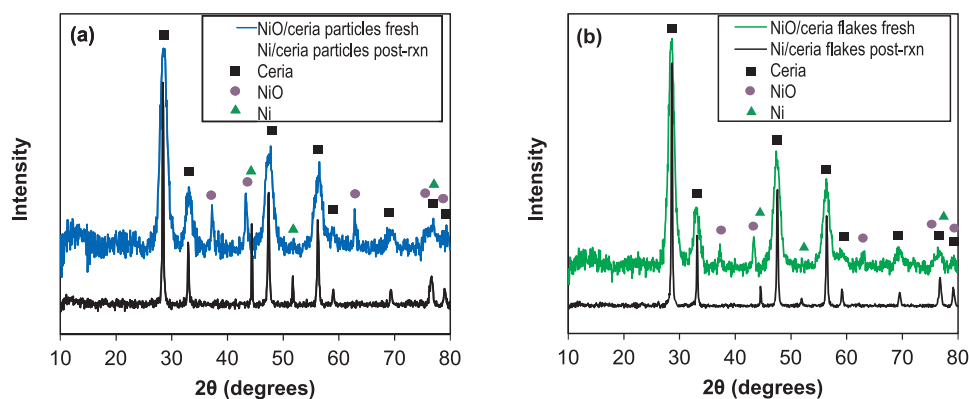 (a)
NiO/ceria particles fresh
Ni/ceria particles post-rxn
Ceria
NiO
Ni
Intensity
10 20 30 40 50 60 70 80
2θ (degrees)
(b)
NiO/ceria flakes fresh
Ni/ceria flakes post-rxn
Ceria
NiO
Ni
Intensity
10 20 30 40 50 60 70 80
2θ (degrees)